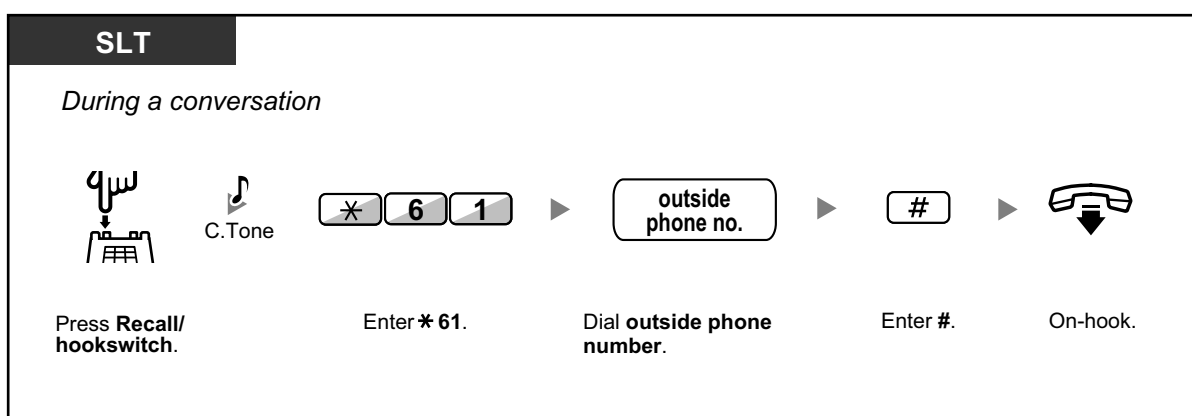 SLT
During a conversation
C.Tone
* 6 1
outside
phone no.
#
Press Recall/
hookswitch.
Enter * 61.
Dial outside phone
number.
Enter #.
On-hook.